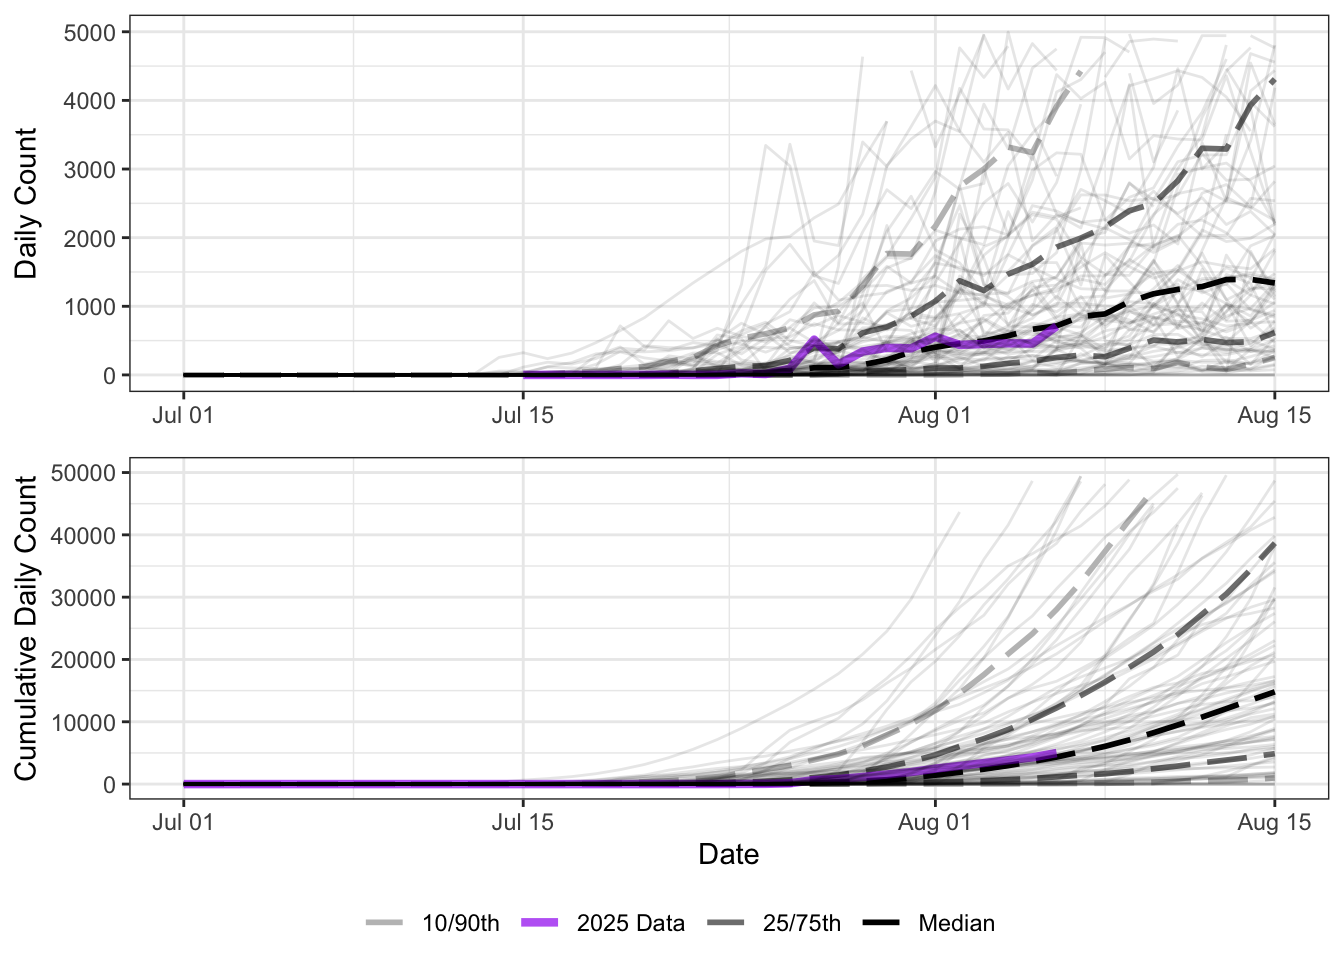 Daily Count
5000
4000
3000
2000
1000
0
Jul 01 Jul 15 Aug 01 Aug 15
Cumulative Daily Count
50000
40000
30000
20000
10000
0
Jul 01 Jul 15 Aug 01 Aug 15
Date
10/90th 2025 Data 25/75th Median